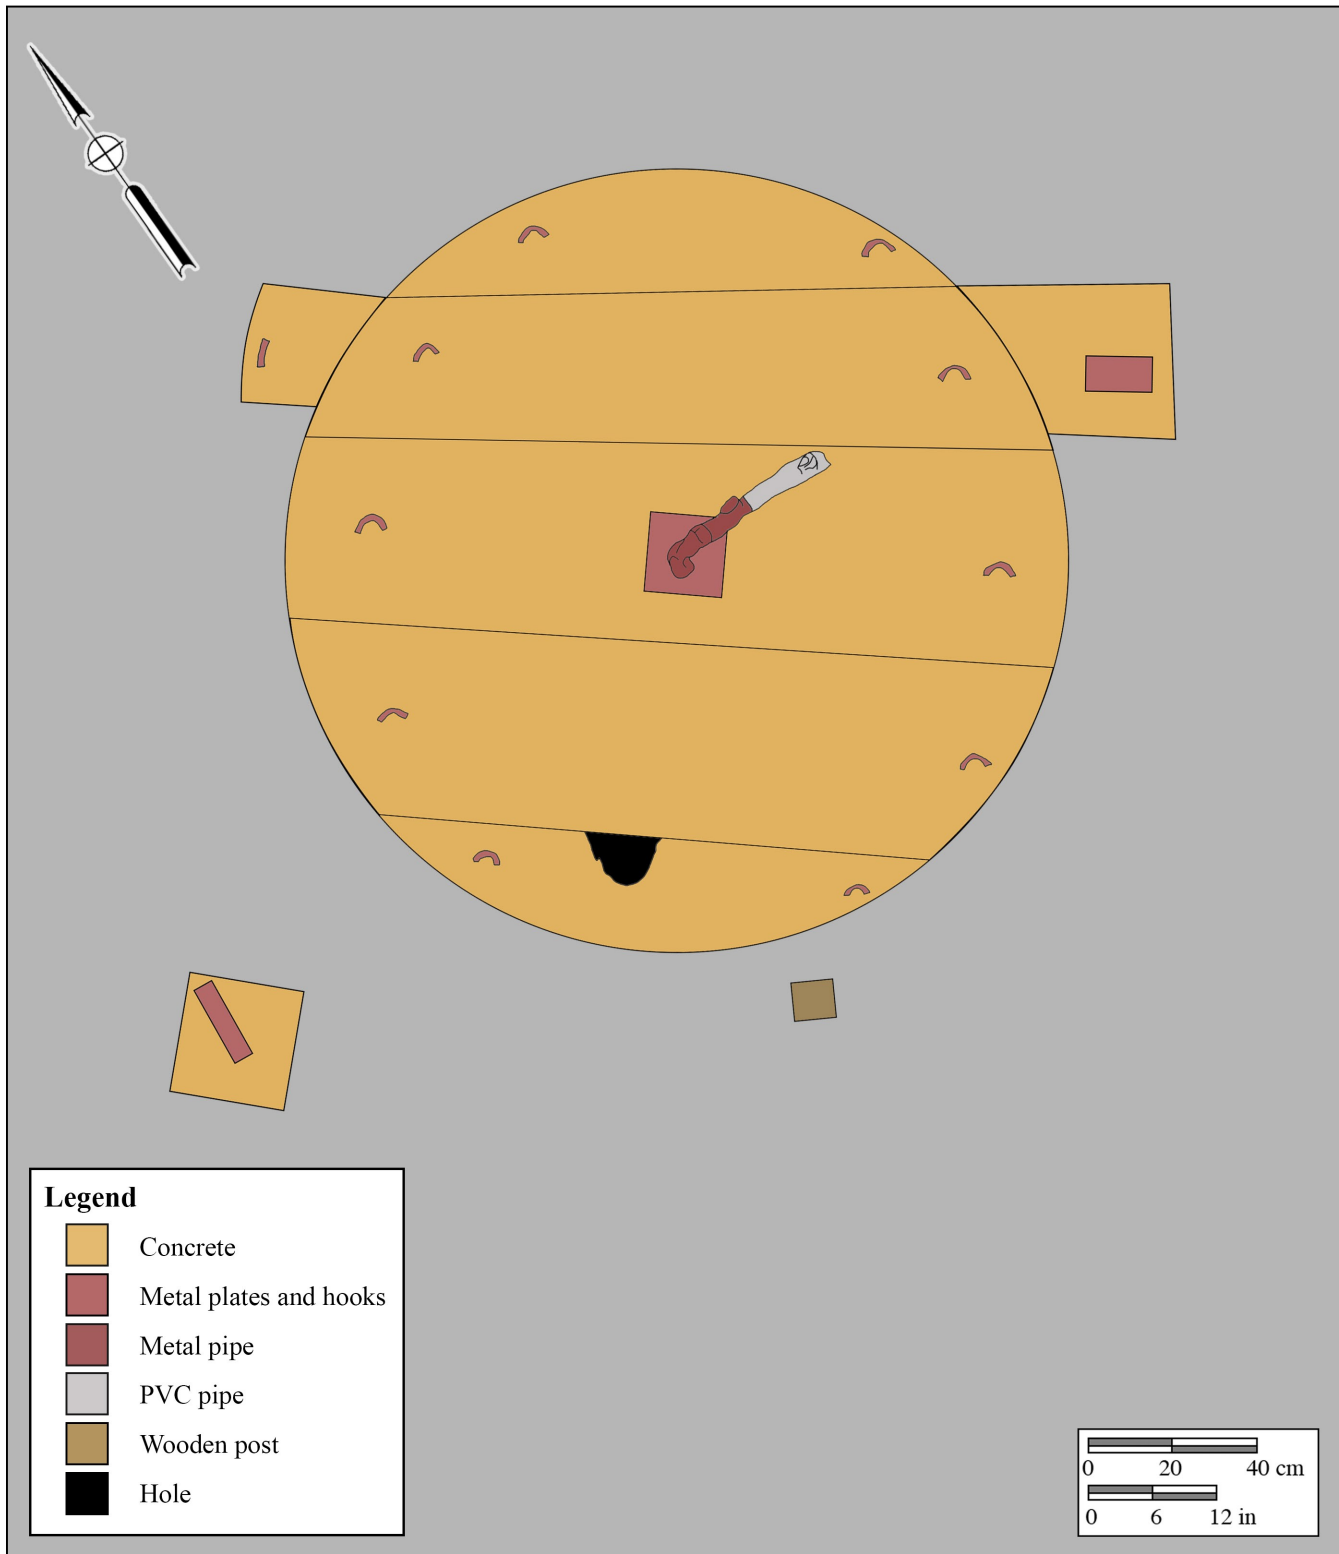 Legend
Concrete
Metal plates and hooks
Metal pipe
PVC pipe
Wooden post
Hole
0 20 40 cm
0 6 12 in